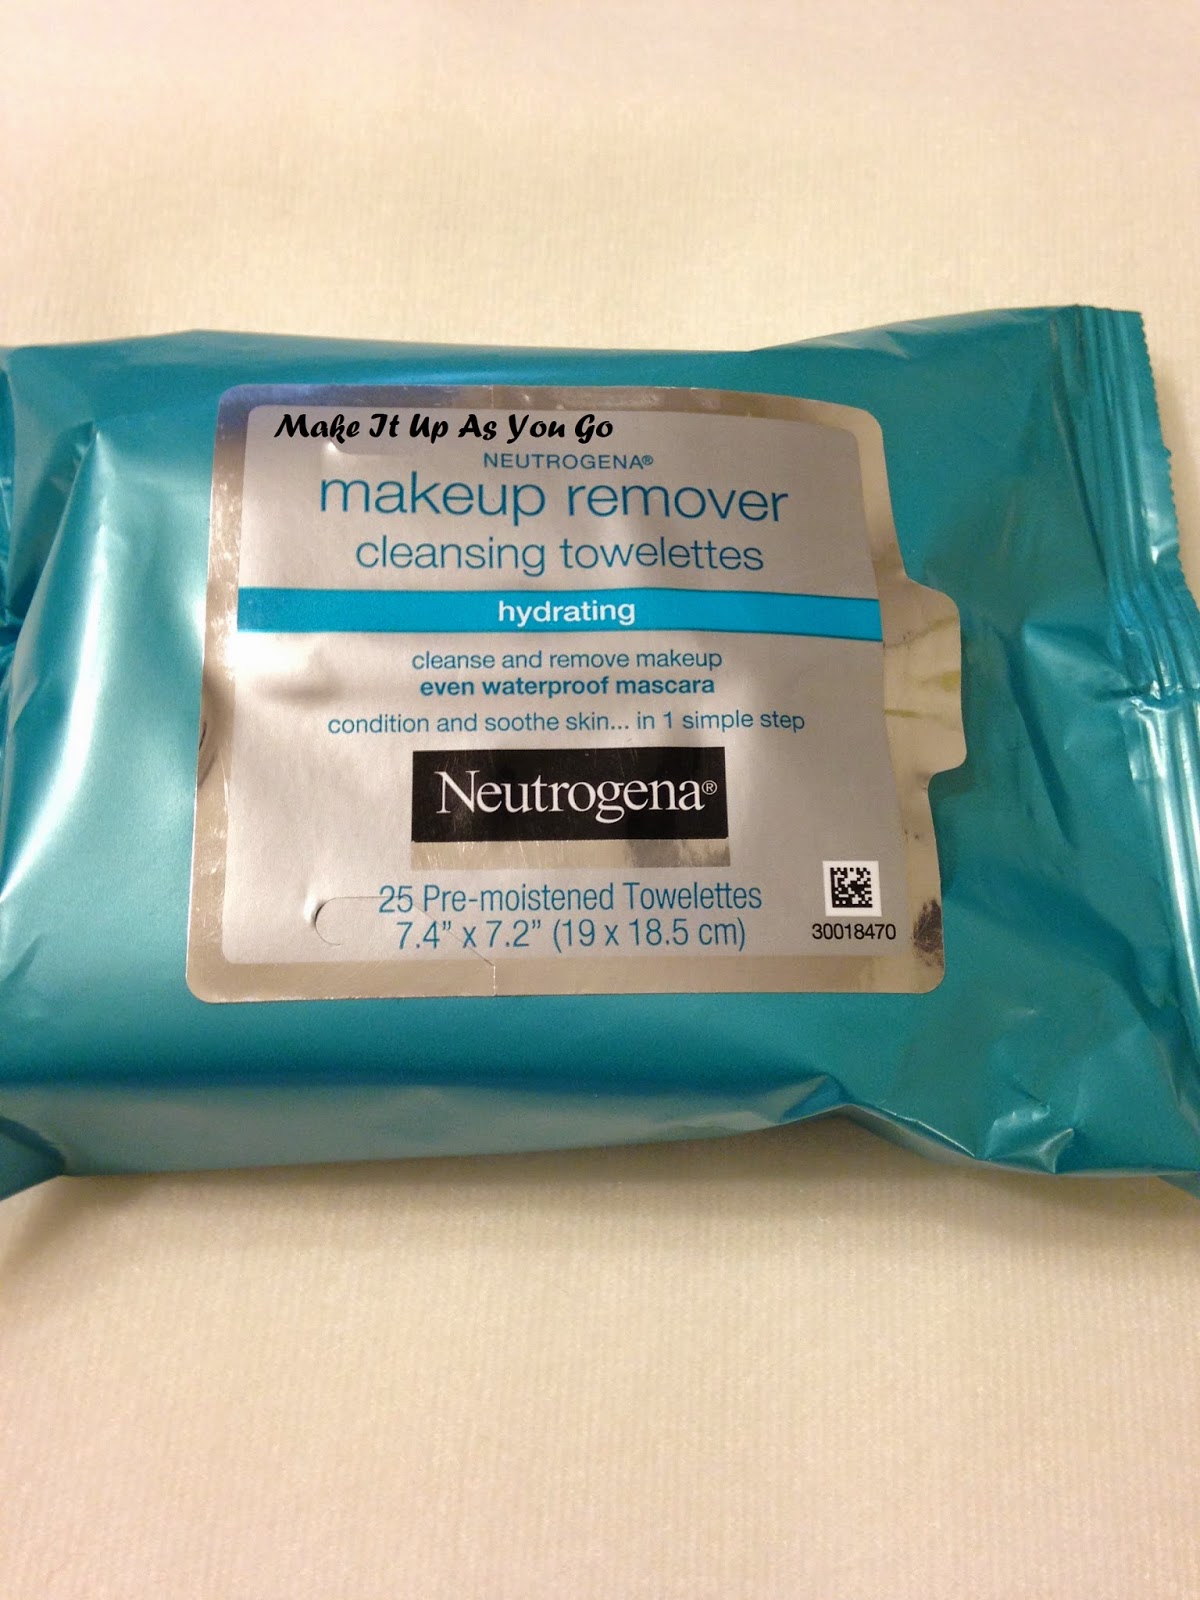 Make It Up As You Go
NEUTROGENA®
makeup remover
cleansing towelettes
hydrating
cleanse and remove makeup
even waterproof mascara
condition and soothe skin... in 1 simple step
Neutrogena®
25 Pre-moistened Towelettes
7.4” x 7.2” (19 x 18.5 cm)
30018470